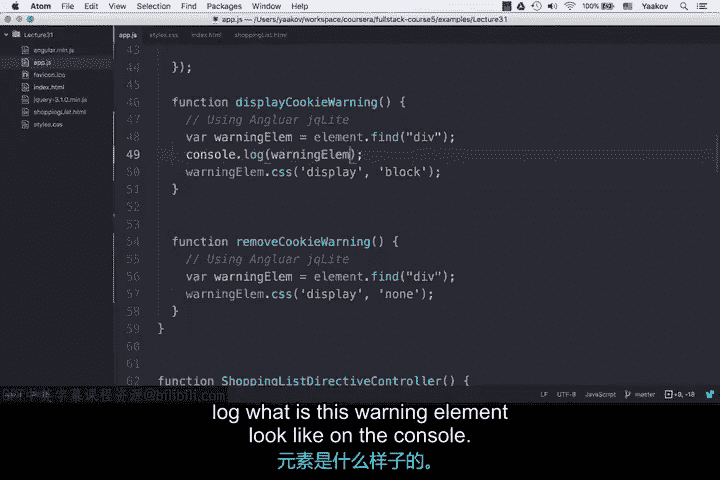 Atom File Edit View Selection Find Packages Window Help
100% Yaakov
app.js — /Users/yaakov/workspace/coursera/fullstack-course5/examples/Lecture31
Lecture31
angular.min.js
app.js
favicon.ico
index.html
jquery-3.1.0.min.js
shoppingList.html
styles.css
app.js styles.css index.html shoppingList.html
43
44 });
45
46 function displayCookieWarning() {
47 // Using Angluar jqLite
48 var warningElem = element.find("div");
49 console.log(warningElem);
50 warningElem.css('display', 'block');
51 }
52
53
54 function removeCookieWarning() {
55 // Using Angluar jqLite
56 var warningElem = element.find("div");
57 warningElem.css('display', 'none');
58 }
59 }
60
61
62 function ShoppingListDirectiveController() {
LF UTF-8 JavaScript master +0, -18
log what is this warning element
look like on the console.
元素是什么样子的。